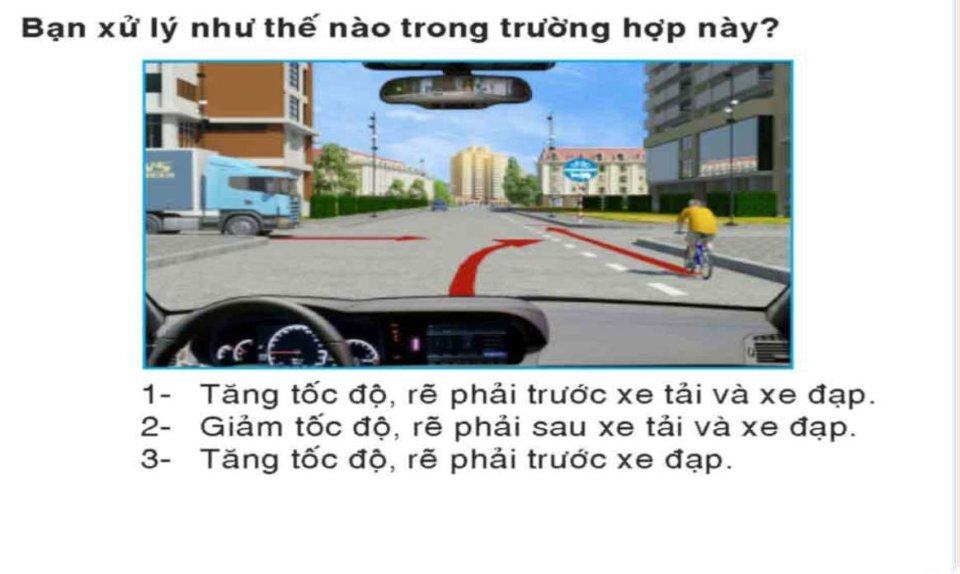 Bạn xử lý như thế nào trong trường hợp này?
1- Tăng tốc độ, rẽ phải trước xe tải và xe đạp.
2- Giảm tốc độ, rẽ phải sau xe tải và xe đạp.
3- Tăng tốc độ, rẽ phải trước xe đạp.